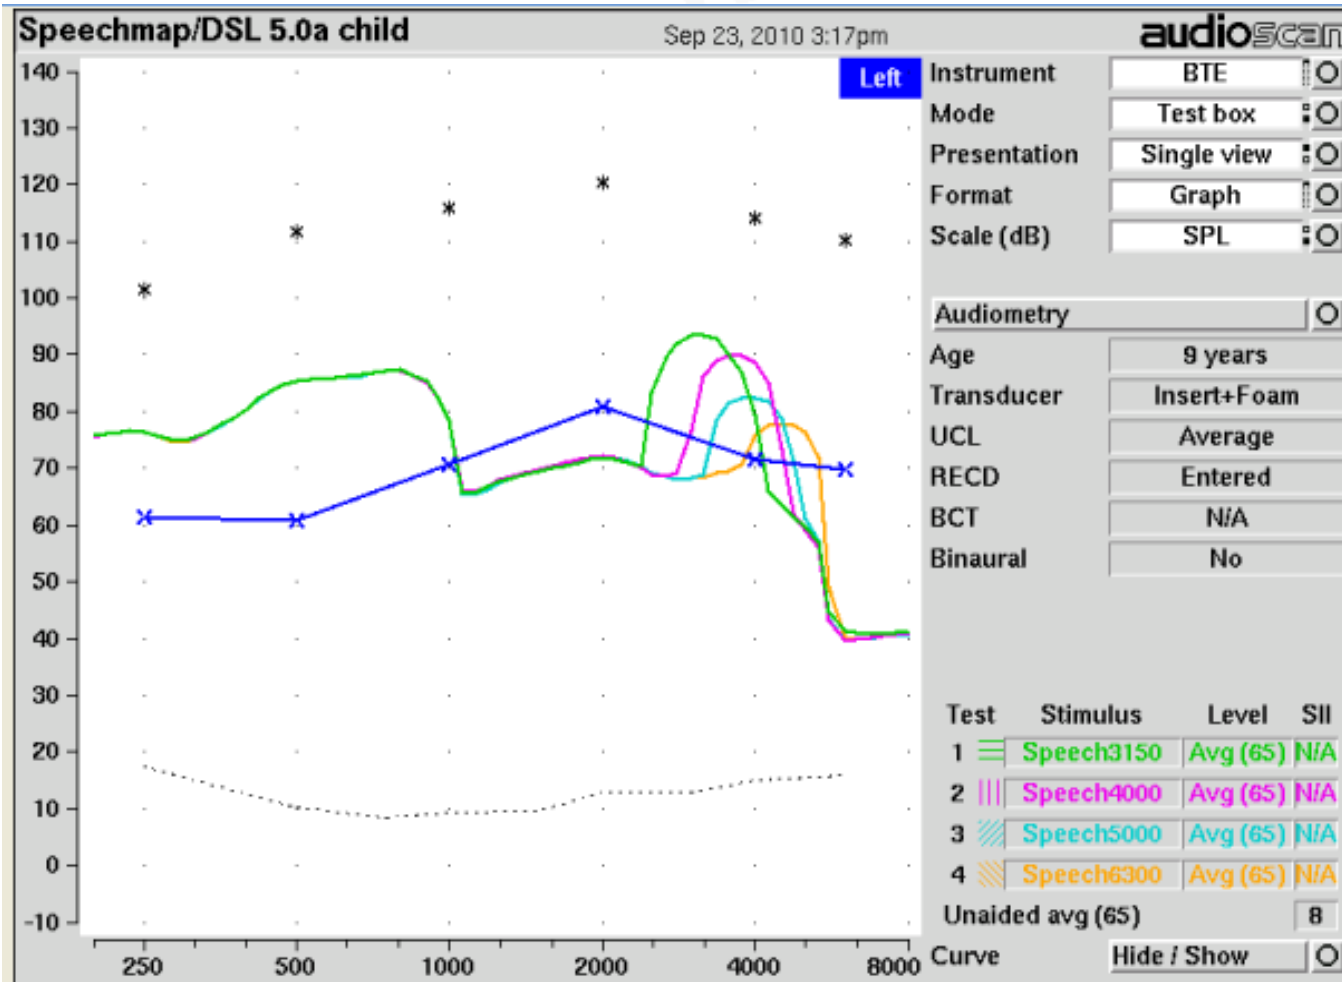 Speechmap/DSL 5.0a child Sep 23, 2010 3:17pm audioscan
140
130
120
110
100
90
80
70
60
50
40
30
20
10
0
-10
250 500 1000 2000 4000 8000
Left
Instrument BTE
Mode Test box
Presentation Single view
Format Graph
Scale (dB) SPL
Audiometry
Age 9 years
Transducer Insert+Foam
UCL Average
RECD Entered
BCT N/A
Binaural No
Test Stimulus Level SII
1 Speech3150 Avg (65) N/A
2 Speech4000 Avg (65) N/A
3 Speech5000 Avg (65) N/A
4 Speech6300 Avg (65) N/A
Unaided avg (65) 8
Curve Hide / Show